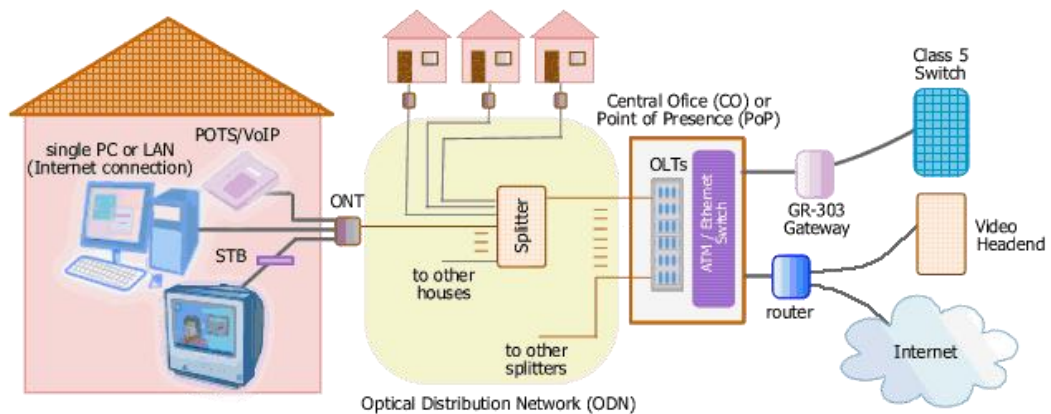 POTS/VoIP
single PC or LAN
(Internet connection)
ONT
STB
Splitter
to other
houses
to other
splitters
Optical Distribution Network (ODN)
Central Ofice (CO) or
Point of Presence (PoP)
OLTs
ATM / Ethernet
Switch
Class 5
Switch
GR-303
Gateway
Video
Headend
router
Internet